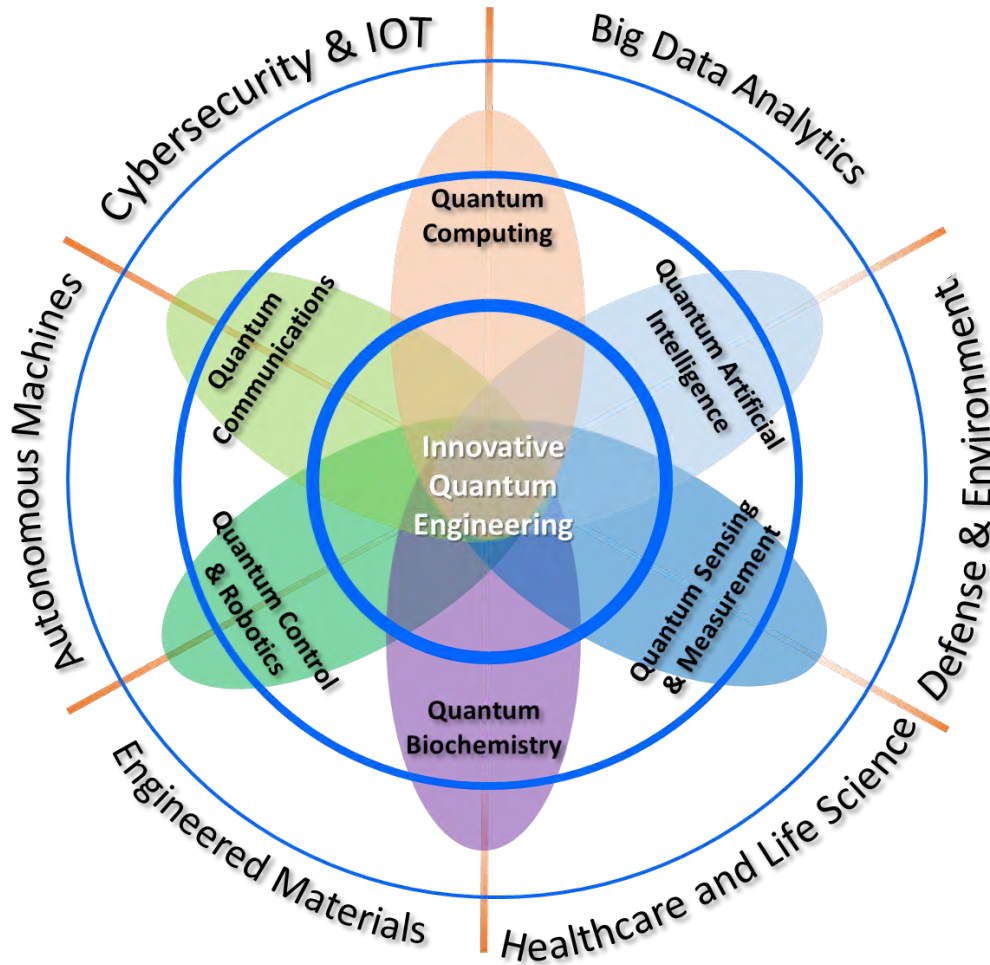 Cybersecurity & IOT
Big Data Analytics
Quantum
Computing
Quantum
Communications
Quantum Artificial
Intelligence
Autonomous Machines
Defense & Environment
Innovative
Quantum
Engineering
Quantum Control
& Robotics
Quantum Sensing
& Measurement
Quantum
Biochemistry
Engineered Materials
Healthcare and Life Science